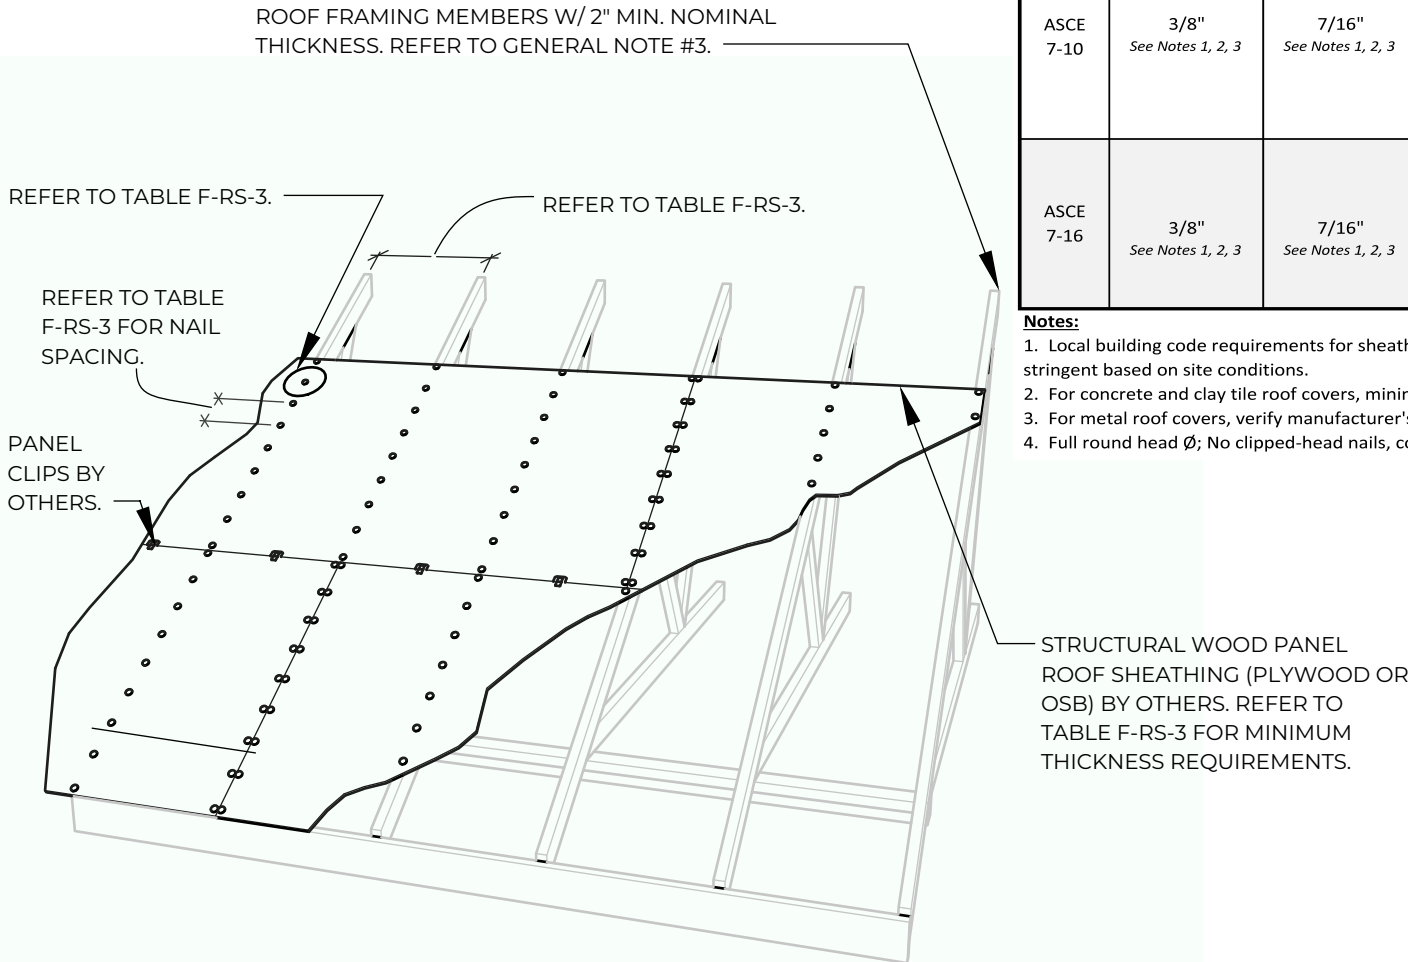 ROOF FRAMING MEMBERS W/ 2" MIN. NOMINAL
THICKNESS. REFER TO GENERAL NOTE #3.
REFER TO TABLE F-RS-3.
REFER TO TABLE F-RS-3.
REFER TO TABLE
F-RS-3 FOR NAIL
SPACING.
PANEL
CLIPS BY
OTHERS.
ASCE
7-10
3/8"
See Notes 1, 2, 3
7/16"
See Notes 1, 2, 3
ASCE
7-16
3/8"
See Notes 1, 2, 3
7/16"
See Notes 1, 2, 3
Notes:
1. Local building code requirements for
stringent based on site conditions.
2. For concrete and clay tile roof covers,
3. For metal roof covers, verify manufacturer's
4. Full round head Ø; No clipped-head nails,
STRUCTURAL WOOD PANEL
ROOF SHEATHING (PLYWOOD OR
OSB) BY OTHERS. REFER TO
TABLE F-RS-3 FOR MINIMUM
THICKNESS REQUIREMENTS.